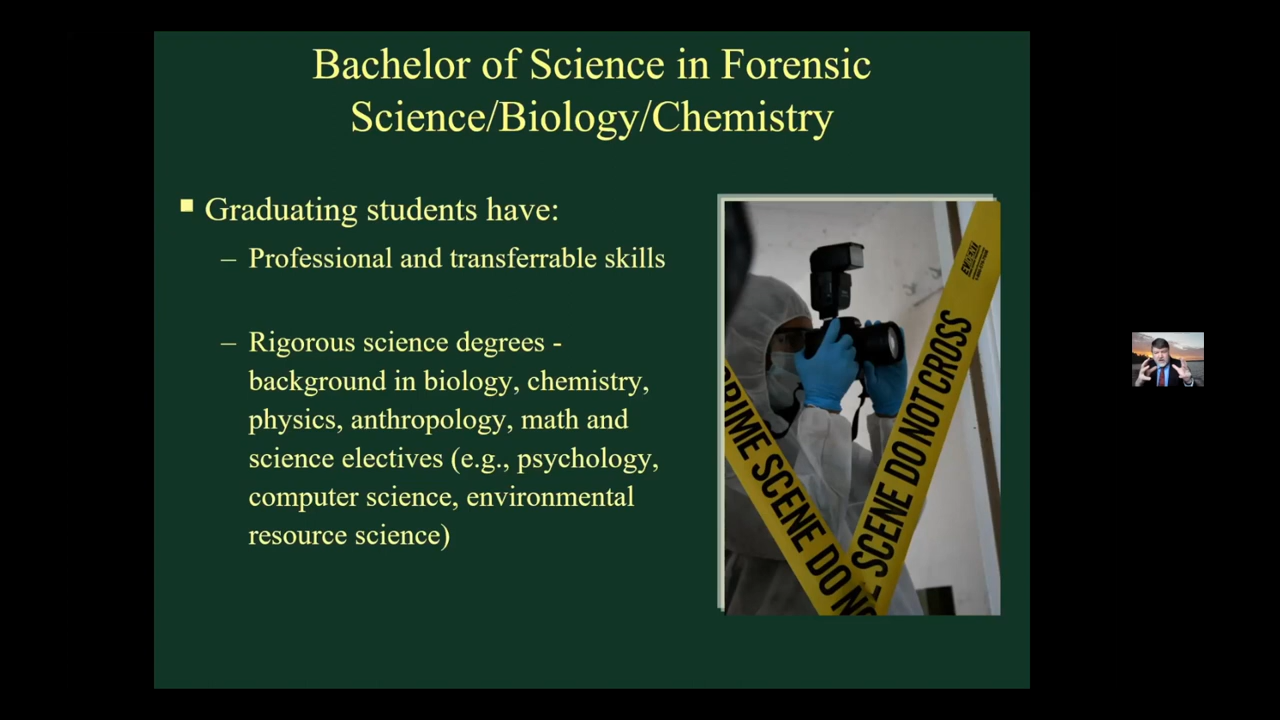 Bachelor of Science in Forensic
Science/Biology/Chemistry
Graduating students have:
– Professional and transferrable skills
– Rigorous science degrees -
background in biology, chemistry,
physics, anthropology, math and
science electives (e.g., psychology,
computer science, environmental
resource science)
CRIME SCENE DO NO
SCENE DO NOT CROSS